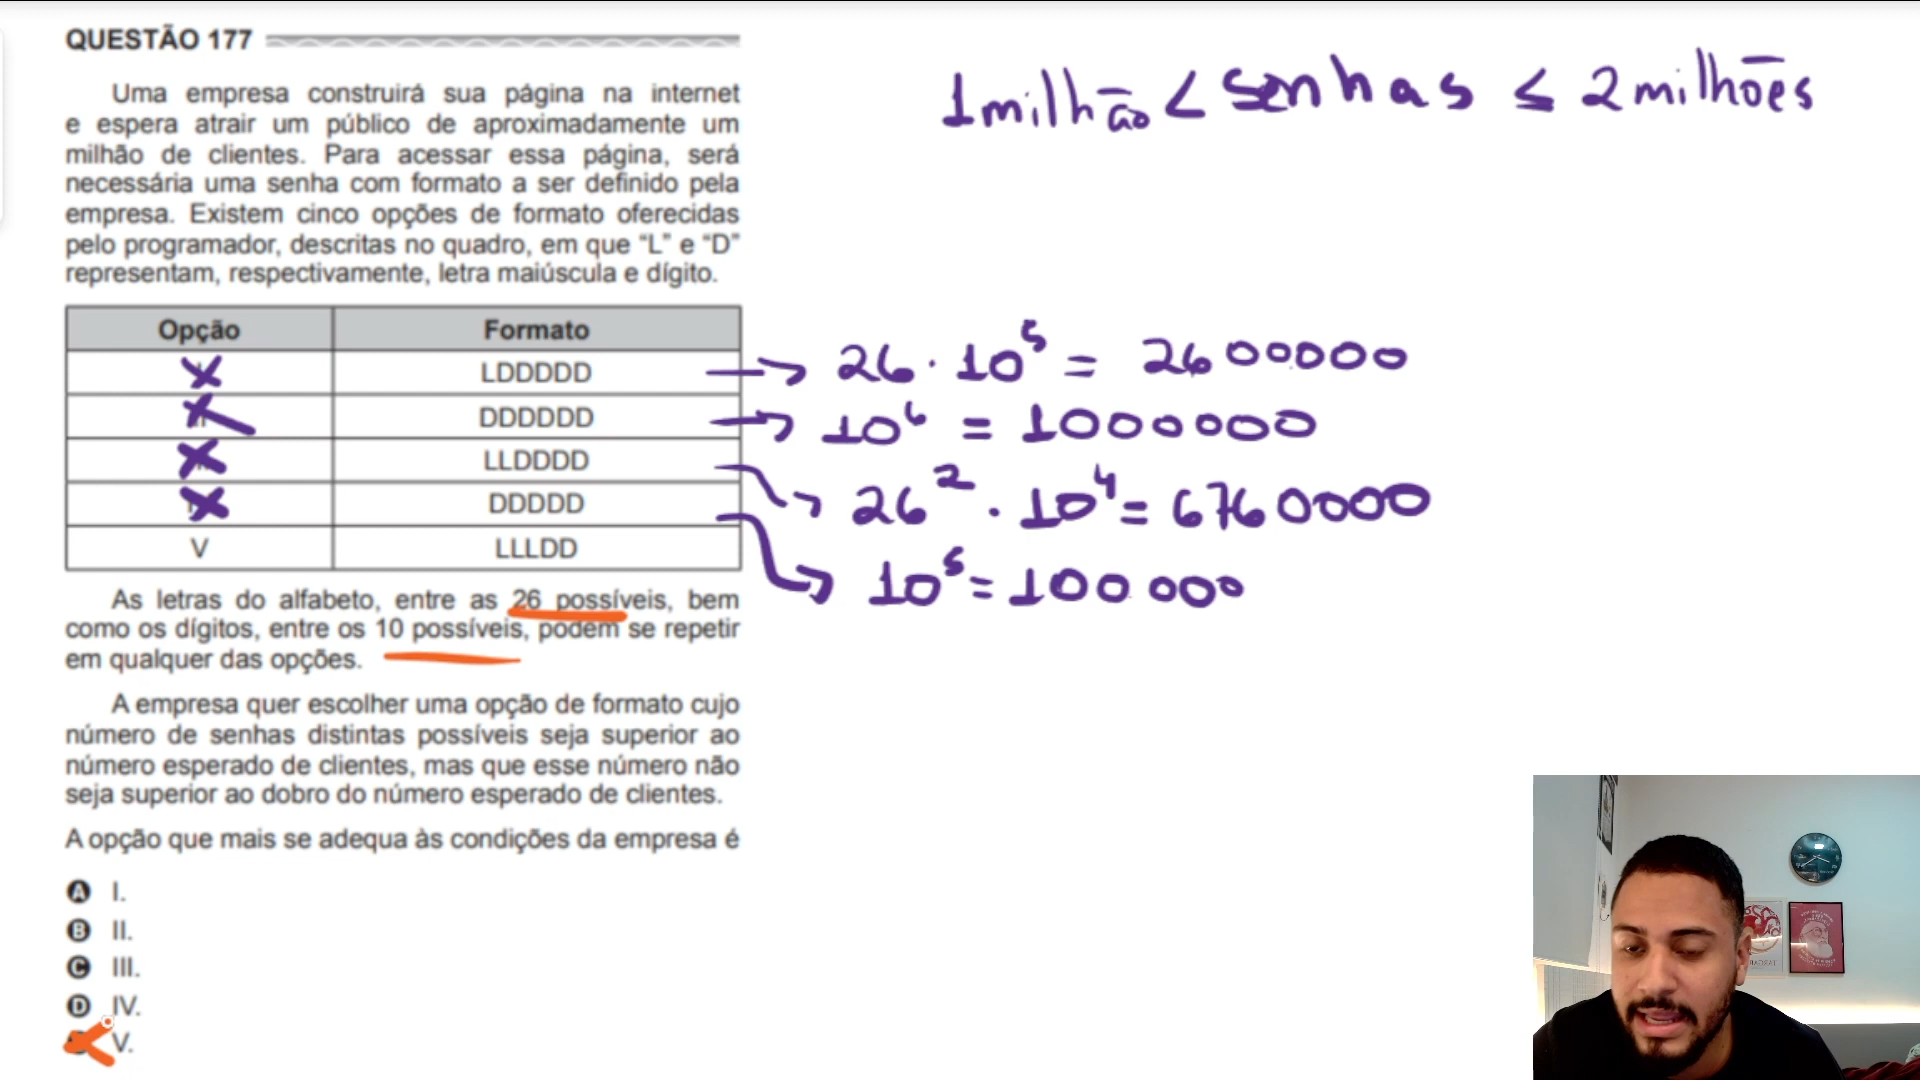 QUESTÃO 177
Uma empresa construirá sua página na internet
e espera atrair um público de aproximadamente um
milhão de clientes. Para acessar essa página, será
necessária uma senha com formato a ser definido pela
empresa. Existem cinco opções de formato oferecidas
pelo programador, descritas no quadro, em que “L” e “D”
representam, respectivamente, letra maiúscula e dígito.
Opção Formato
LDDDDD
DDDDDD
LLDDDD
DDDDD
V LLLDD
As letras do alfabeto, entre as 26 possíveis, bem
como os dígitos, entre os 10 possíveis, podem se repetir
em qualquer das opções.
A empresa quer escolher uma opção de formato cujo
número de senhas distintas possíveis seja superior ao
número esperado de clientes, mas que esse número não
seja superior ao dobro do número esperado de clientes.
A opção que mais se adequa às condições da empresa é
A I.
B II.
C III.
D IV.
V.
1 milhão < senhas ≤ 2 milhões
26 · 10⁵ = 2600000
10⁶ = 1000000
26² · 10⁴ = 6760000
10⁵ = 100 000